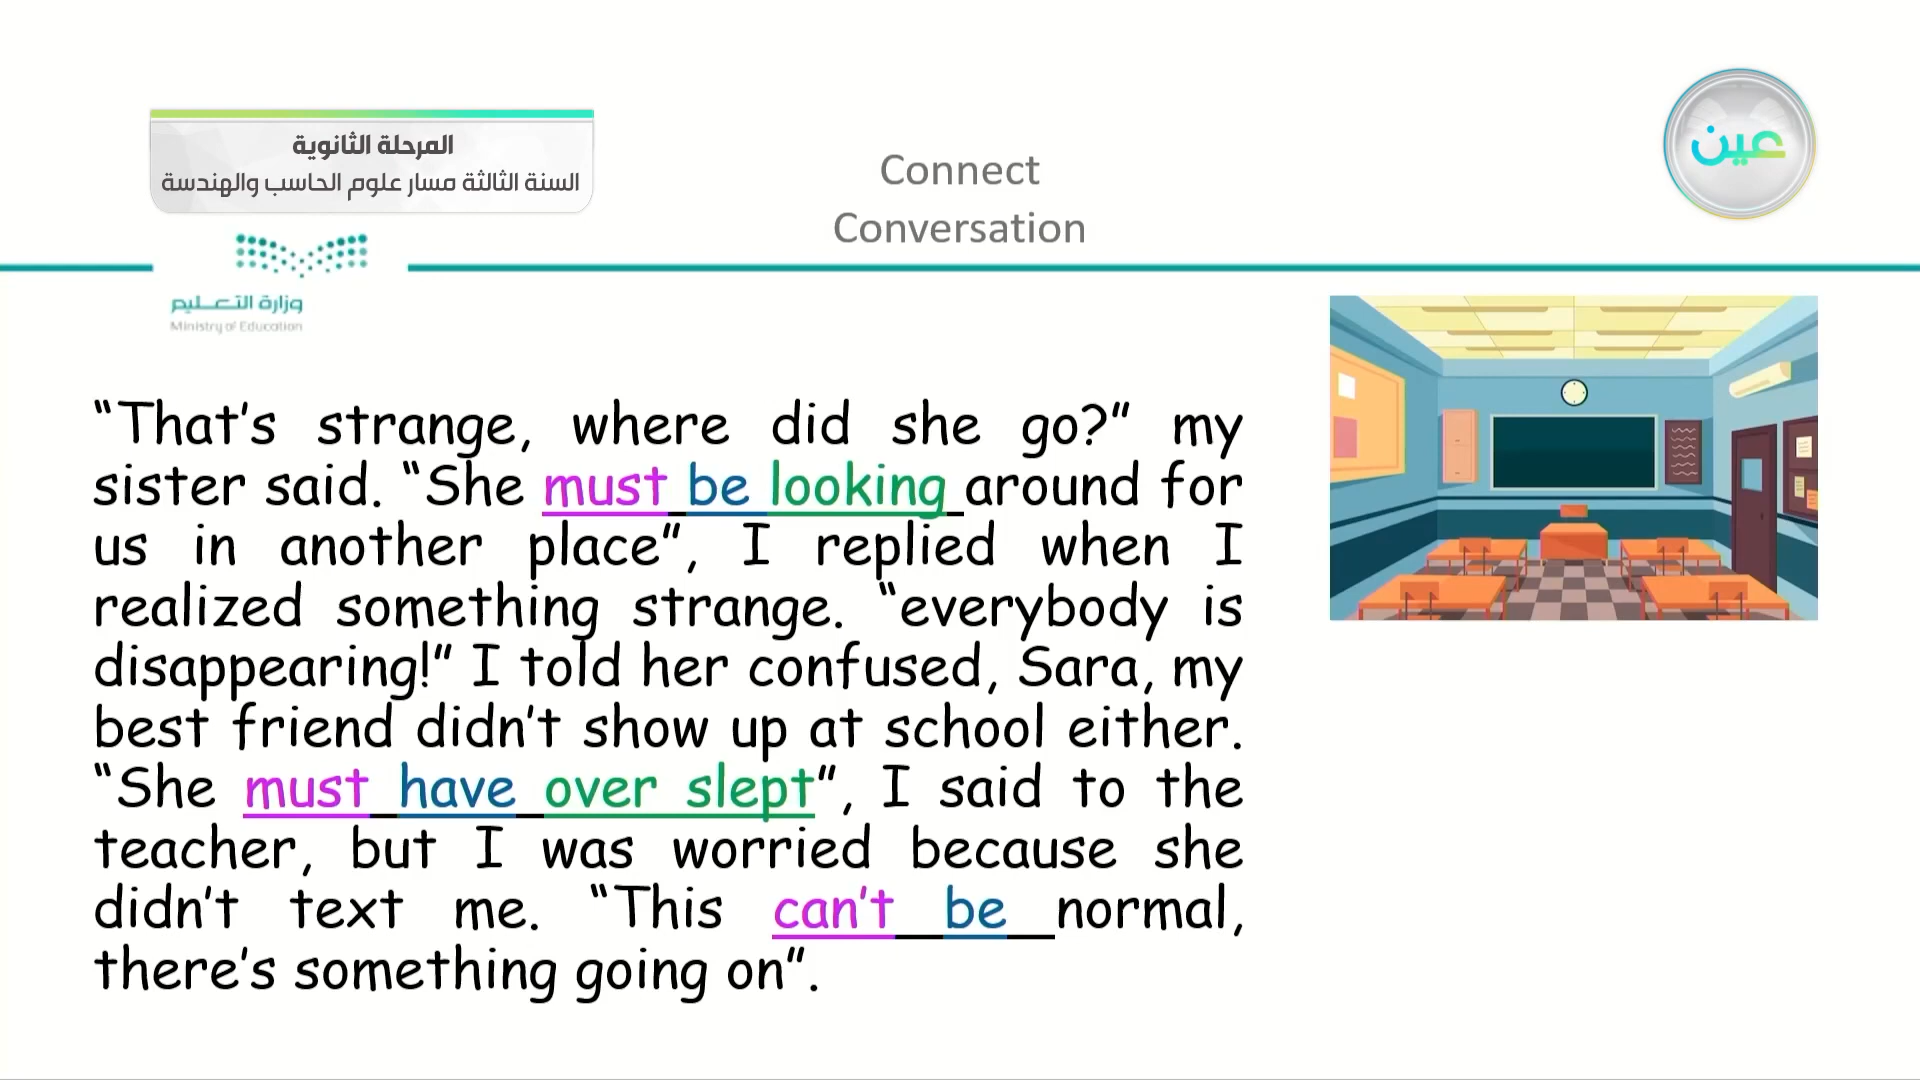 المرحلة الثانوية
السنة الثالثة مسار علوم الحاسب والهندسة
Connect
Conversation
عين
وزارة التعليم
Ministry of Education
“That’s strange, where did she go?” my
sister said. “She must be looking around for
us in another place”, I replied when I
realized something strange. “everybody is
disappearing!” I told her confused, Sara, my
best friend didn’t show up at school either.
“She must have over slept”, I said to the
teacher, but I was worried because she
didn’t text me. “This can’t be normal,
there’s something going on”.